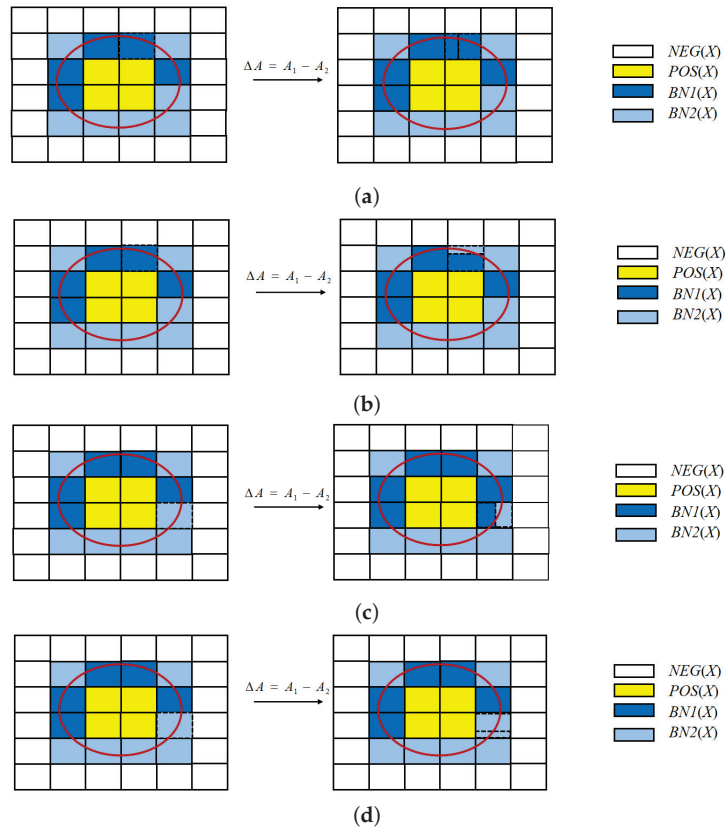 ΔA = A₁ − A₂
NEG(X)
POS(X)
BN1(X)
BN2(X)
(a)
ΔA = A₁ − A₂
NEG(X)
POS(X)
BN1(X)
BN2(X)
(b)
ΔA = A₁ − A₂
NEG(X)
POS(X)
BN1(X)
BN2(X)
(c)
ΔA = A₁ − A₂
NEG(X)
POS(X)
BN1(X)
BN2(X)
(d)